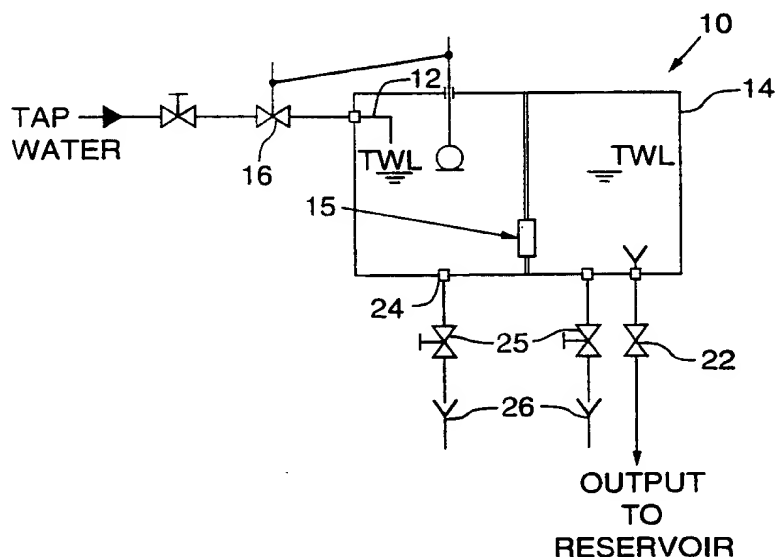 10
12
14
TAP
WATER
16
TWL
TWL
15
24
25
22
26
OUTPUT
TO
RESERVOIR